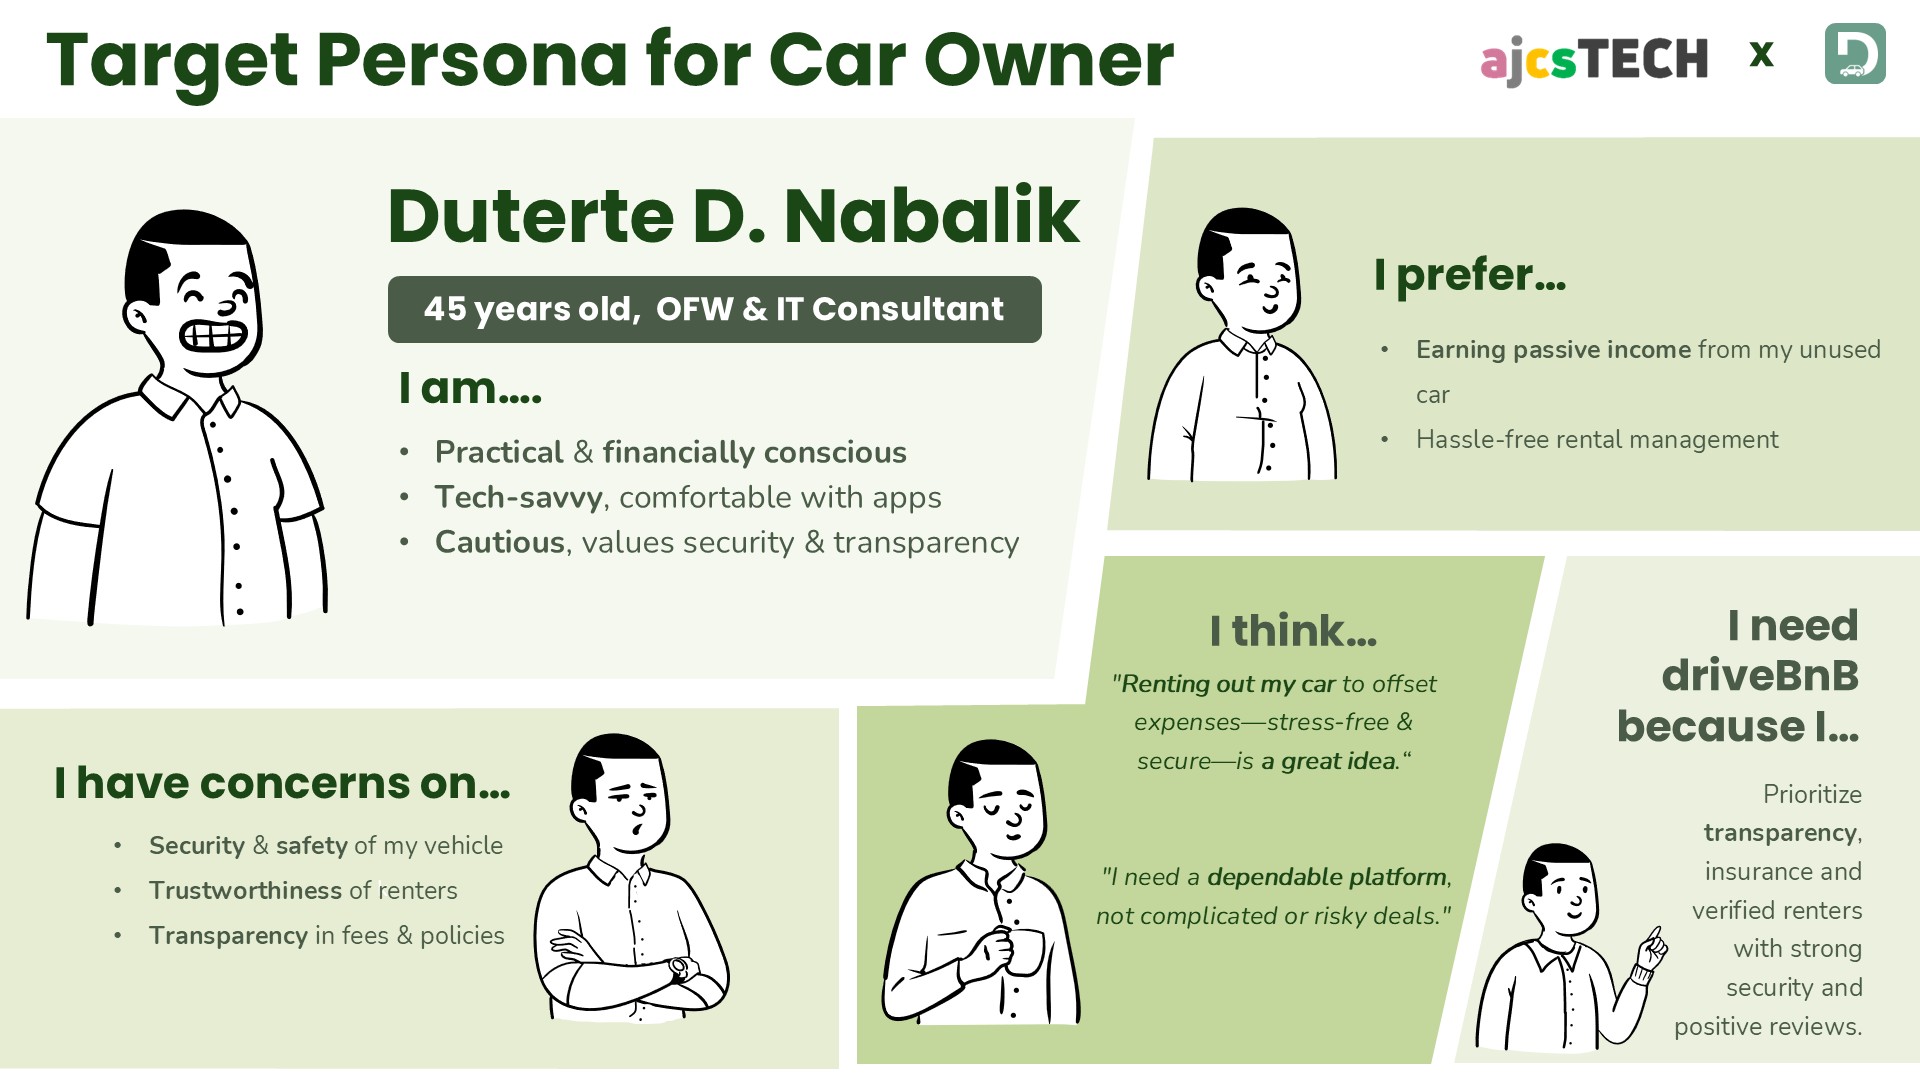 Target Persona for Car Owner
ajcsTECH x D
Duterte D. Nabalik
45 years old, OFW & IT Consultant
I am....
• Practical & financially conscious
• Tech-savvy, comfortable with apps
• Cautious, values security & transparency
I prefer...
• Earning passive income from my unused
car
• Hassle-free rental management
I have concerns on...
• Security & safety of my vehicle
• Trustworthiness of renters
• Transparency in fees & policies
I think...
"Renting out my car to offset
expenses—stress-free &
secure—is a great idea.“
"I need a dependable platform,
not complicated or risky deals."
I need
driveBnB
because I...
Prioritize
transparency,
insurance and
verified renters
with strong
security and
positive reviews.